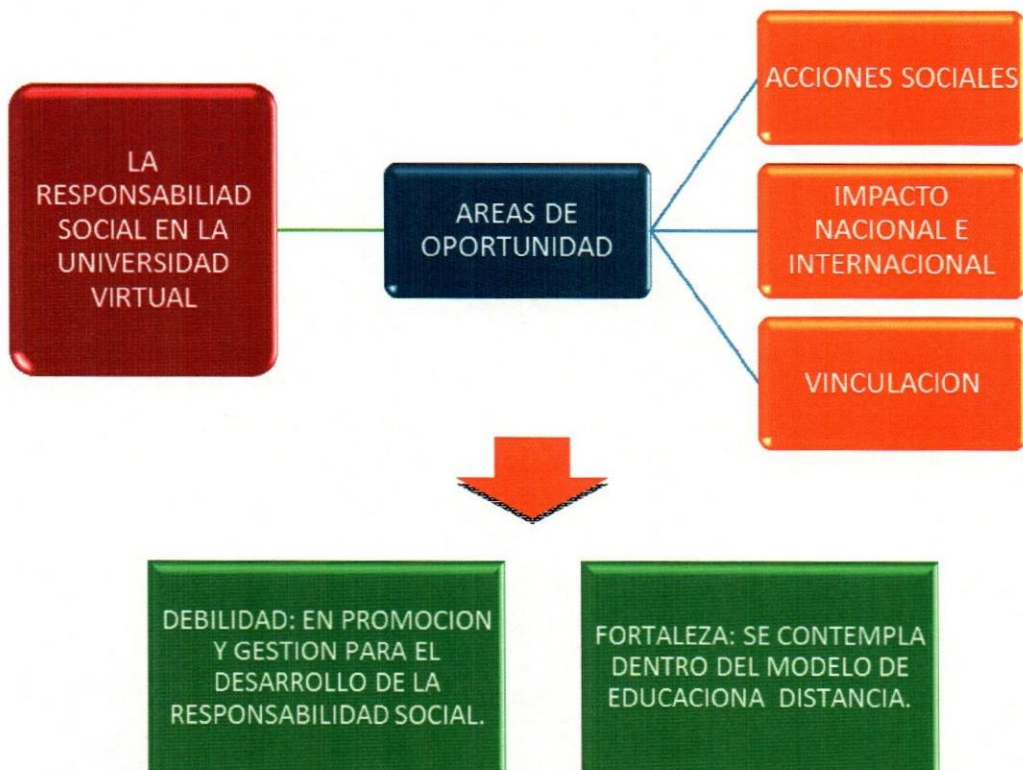 LA
RESPONSABILIAD
SOCIAL EN LA
UNIVERSIDAD
VIRTUAL
AREAS DE
OPORTUNIDAD
ACCIONES SOCIALES
IMPACTO
NACIONAL E
INTERNACIONAL
VINCULACION
DEBILIDAD: EN PROMOCION
Y GESTION PARA EL
DESARROLLO DE LA
RESPONSABILIDAD SOCIAL.
FORTALEZA: SE CONTEMPLA
DENTRO DEL MODELO DE
EDUCACIONA DISTANCIA.